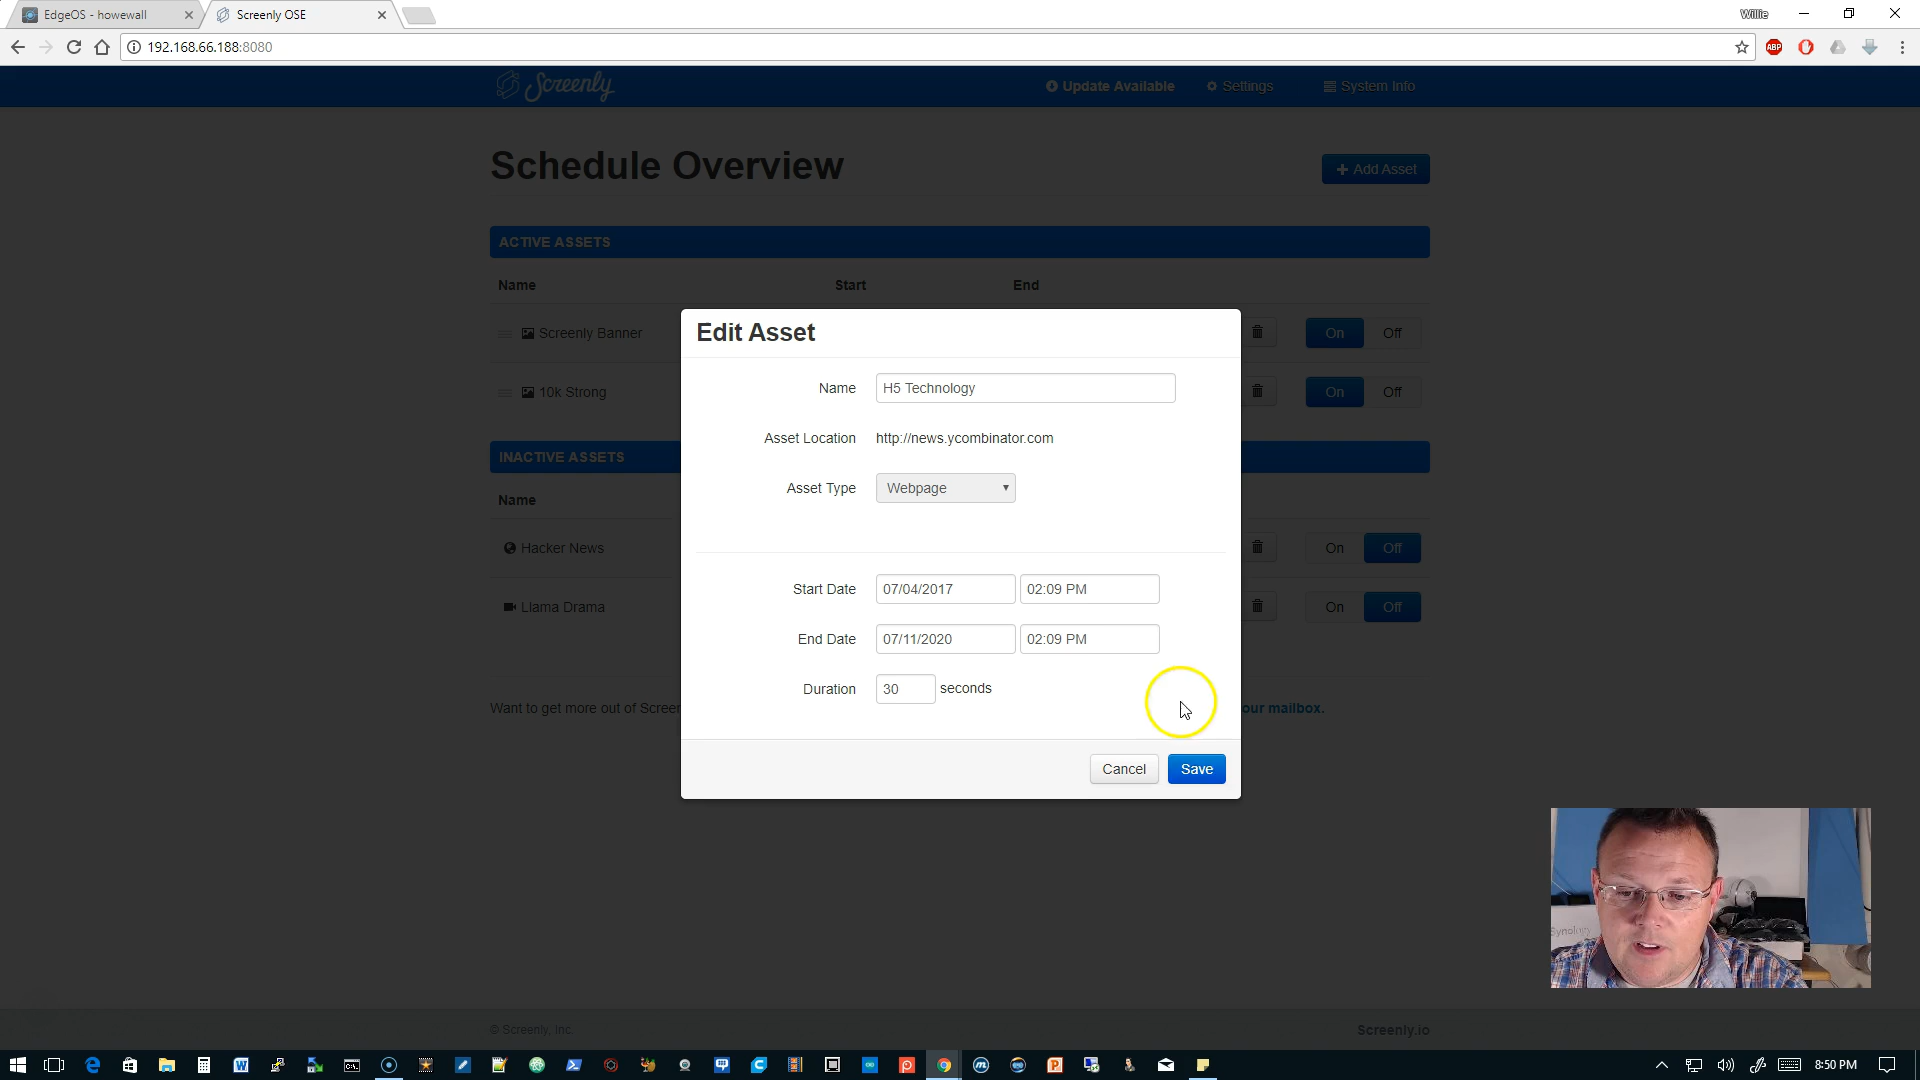 EdgeOS - howewall
Screenly OSE
Willie
192.168.66.188:8080
ABP
Screenly
Update Available
Settings
System Info
Schedule Overview
+ Add Asset
ACTIVE ASSETS
Name Start End
Screenly Banner On Off
10k Strong On Off
INACTIVE ASSETS
Name
Hacker News On Off
Llama Drama On Off
Want to get more out of Screen
our mailbox.
Edit Asset
Name H5 Technology
Asset Location http://news.ycombinator.com
Asset Type Webpage
Start Date 07/04/2017 02:09 PM
End Date 07/11/2020 02:09 PM
Duration 30 seconds
Cancel Save
Synology
© Screenly, Inc.
Screenly.io
8:50 PM